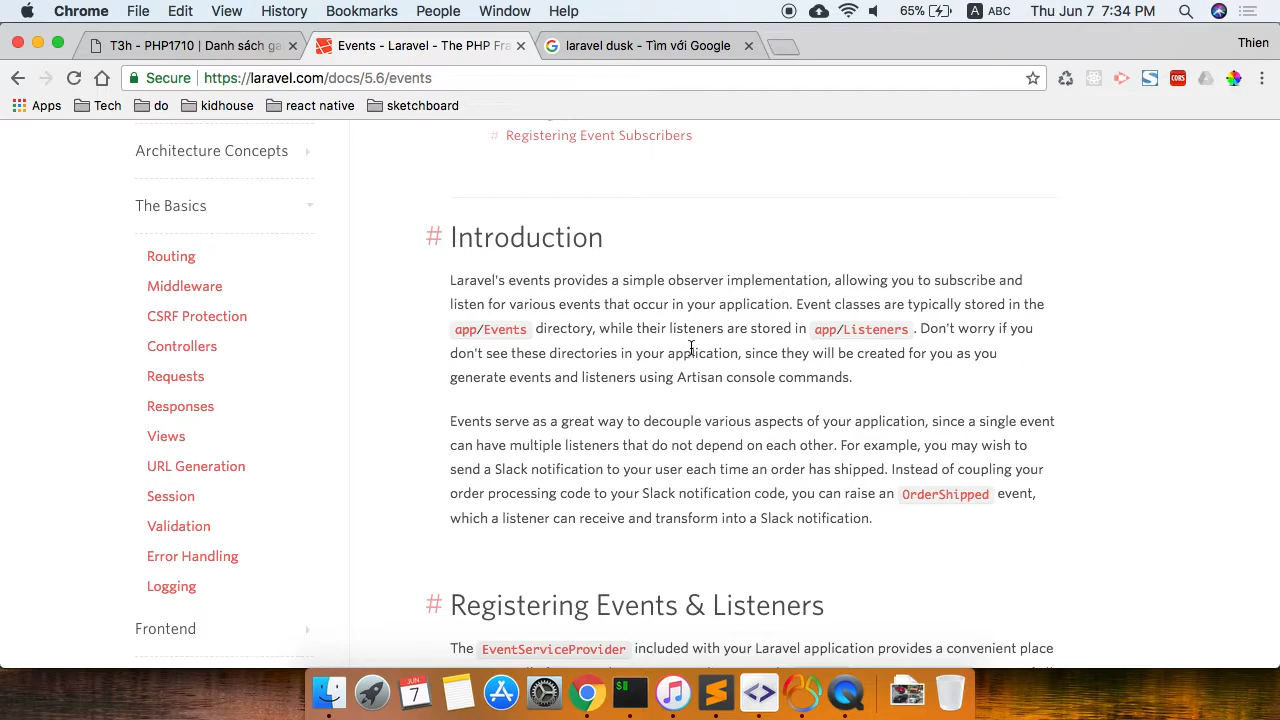 Chrome File Edit View History Bookmarks People Window Help 65% A ABC Thu Jun 7 7:34 PM
T3h - PHP1710 | Danh sách ga
Events - Laravel - The PHP Fra
laravel dusk - Tìm với Google
Thien
Secure https://laravel.com/docs/5.6/events
Apps Tech do kidhouse react native sketchboard
# Registering Event Subscribers
Architecture Concepts
The Basics
Routing
Middleware
CSRF Protection
Controllers
Requests
Responses
Views
URL Generation
Session
Validation
Error Handling
Logging
Frontend
# Introduction
Laravel's events provides a simple observer implementation, allowing you to subscribe and
listen for various events that occur in your application. Event classes are typically stored in the
app/Events directory, while their listeners are stored in app/Listeners. Don't worry if you
don't see these directories in your application, since they will be created for you as you
generate events and listeners using Artisan console commands.
Events serve as a great way to decouple various aspects of your application, since a single event
can have multiple listeners that do not depend on each other. For example, you may wish to
send a Slack notification to your user each time an order has shipped. Instead of coupling your
order processing code to your Slack notification code, you can raise an OrderShipped event,
which a listener can receive and transform into a Slack notification.
# Registering Events & Listeners
The EventServiceProvider included with your Laravel application provides a convenient place